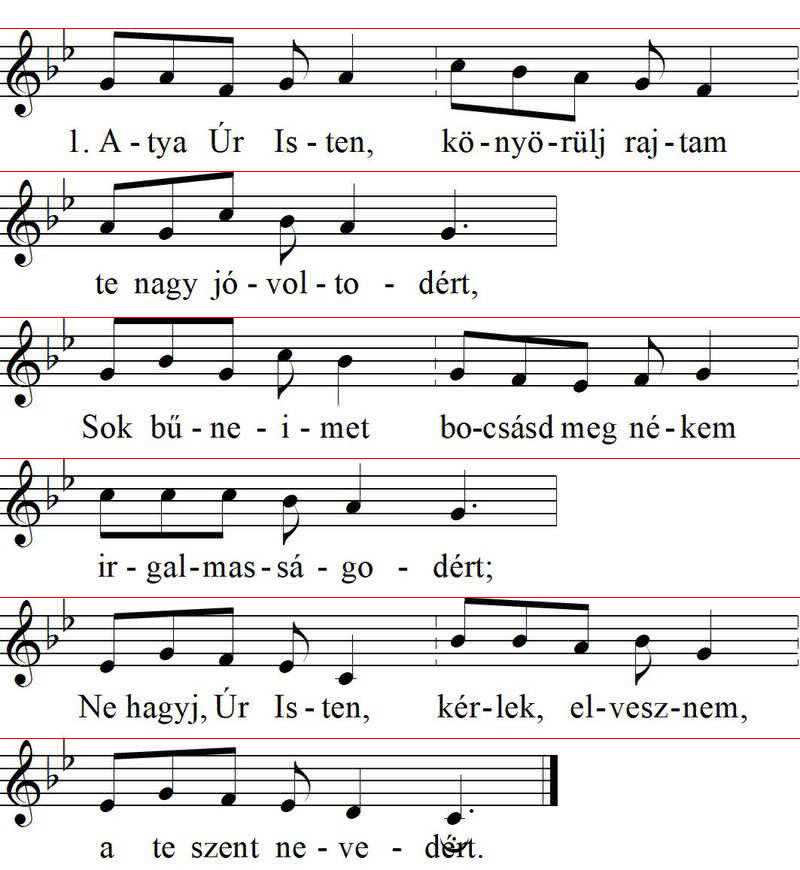 1. A - tya Úr Is - ten, kö - nyö - rülj raj - tam
te nagy jó - vol - to - dért,
Sok bű - ne - i - met bo - csásd meg né - kem
ir - gal - mas - sá - go - dért;
Ne hagyj, Úr Is - ten, kér - lek, el - vesz - nem,
a te szent ne - ve - dért.